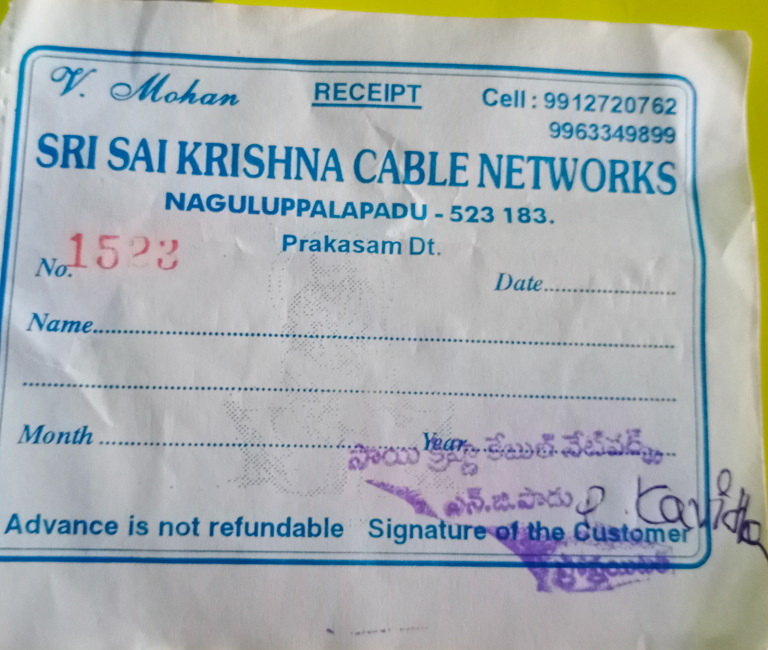 V. Mohan RECEIPT Cell : 9912720762
9963349899
SRI SAI KRISHNA CABLE NETWORKS
NAGULUPPALAPADU - 523 183.
Prakasam Dt.
No. 1523
Date....................
Name............................................................
............................................................
Month .............................. Year....................
సాయి క్రిష్ణ కేబుల్ నేట్‌వర్క్స్
ఎన్.జి.పాడు P. Kavitha
Advance is not refundable Signature of the Customer